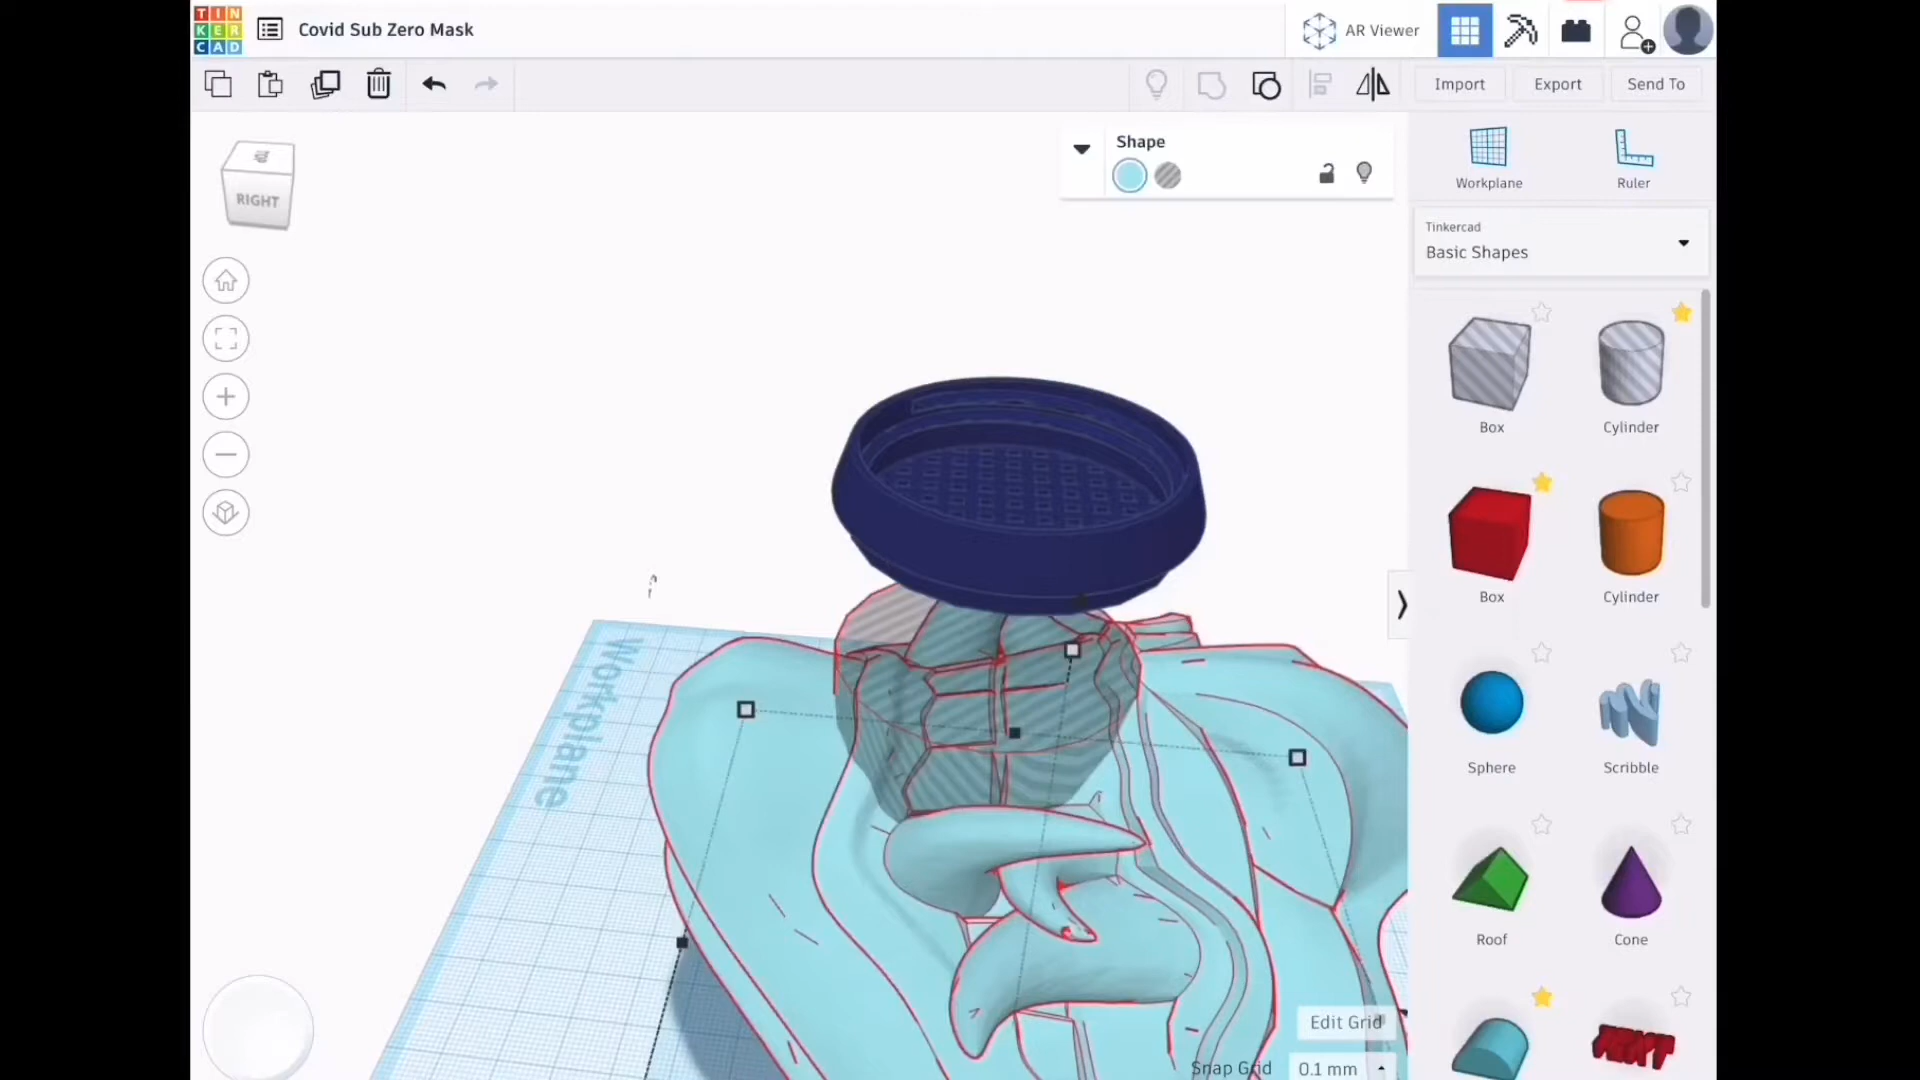 TIN
KER
CAD
Covid Sub Zero Mask
AR Viewer
Import
Export
Send To
RIGHT
Shape
Workplane
Ruler
Tinkercad
Basic Shapes
Box
Cylinder
Box
Cylinder
Sphere
Scribble
Roof
Cone
TEXT
Workplane
Edit Grid
Snap Grid
0.1 mm